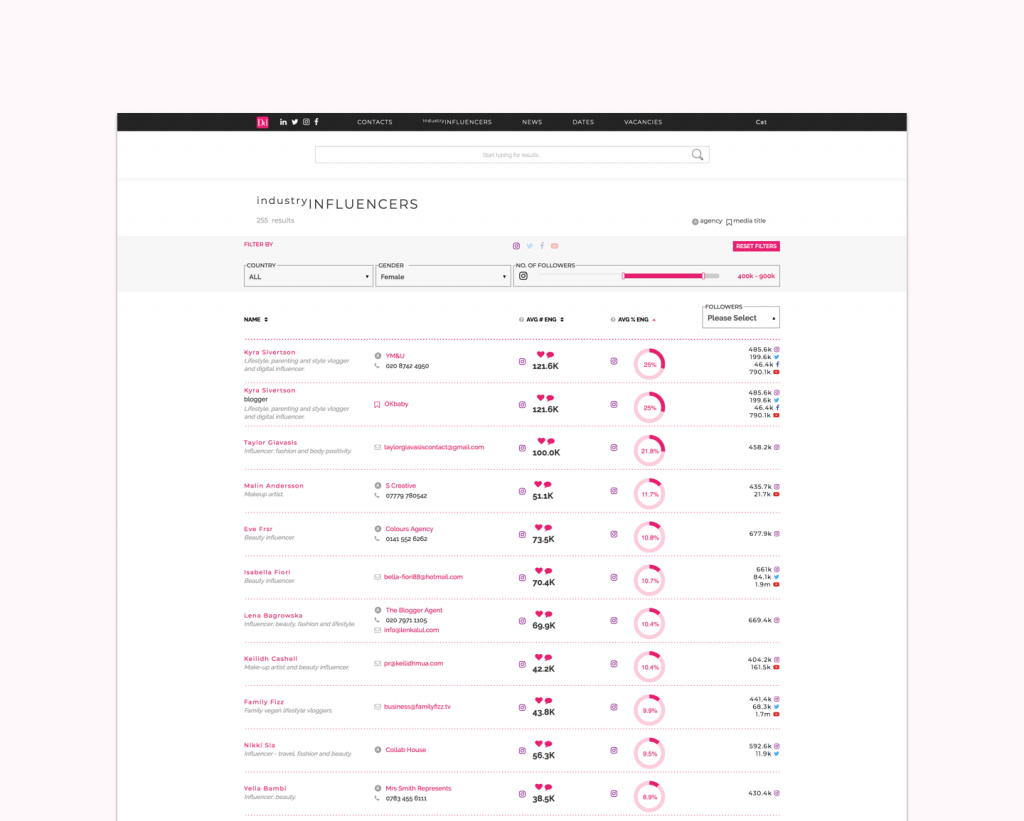 Dd CONTACTS industryINFLUENCERS NEWS DATES VACANCIES Cat
Start typing for results..
industryINFLUENCERS
255 results
agency media title
FILTER BY RESET FILTERS
COUNTRY GENDER NO. OF FOLLOWERS
ALL Female 400k - 900k
FOLLOWERS
NAME AVG # ENG AVG % ENG Please Select
Kyra Sivertson
Lifestyle, parenting and style vlogger
and digital influencer.
YM&U
020 8742 4950
121.6K
25%
485.6k
199.6k
46.4k
790.1k
Kyra Sivertson
blogger
Lifestyle, parenting and style vlogger
and digital influencer.
OKbaby
121.6K
25%
485.6k
199.6k
46.4k
790.1k
Taylor Giavasis
Influencer: fashion and body positivity.
taylorgiavasiscontact@gmail.com
100.0K
21.8%
458.2k
Malin Andersson
Makeup artist.
S Creative
07779 780542
51.1K
11.7%
435.7k
21.7k
Eve Frsr
Beauty influencer.
Colours Agency
0141 552 6262
73.5K
10.8%
677.9k
Isabella Fiori
Beauty influencer.
bella-fiori88@hotmail.com
70.4K
10.7%
661k
84.1k
1.9m
Lena Bagrowska
Influencer: beauty, fashion and lifestyle.
The Blogger Agent
020 7971 1105
info@lenkalul.com
69.9K
10.4%
669.4k
Keilidh Cashell
Make-up artist and beauty influencer.
pr@keilidhmua.com
42.2K
10.4%
404.2k
161.5k
Family Fizz
Family vegan lifestyle vloggers.
business@familyfizz.tv
43.8K
9.9%
441.4k
68.3k
1.7m
Nikki Sia
Influencer - travel, fashion and beauty.
Collab House
56.3K
9.5%
592.6k
11.9k
Yella Bambi
Influencer: beauty.
Mrs Smith Represents
0783 455 6111
38.5K
8.9%
430.4k